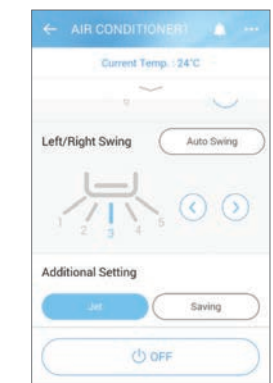 AIR CONDITIONER1
Current Temp. : 24°C
Left/Right Swing
Auto Swing
1 2 3 4 5
Additional Setting
Jet
Saving
OFF